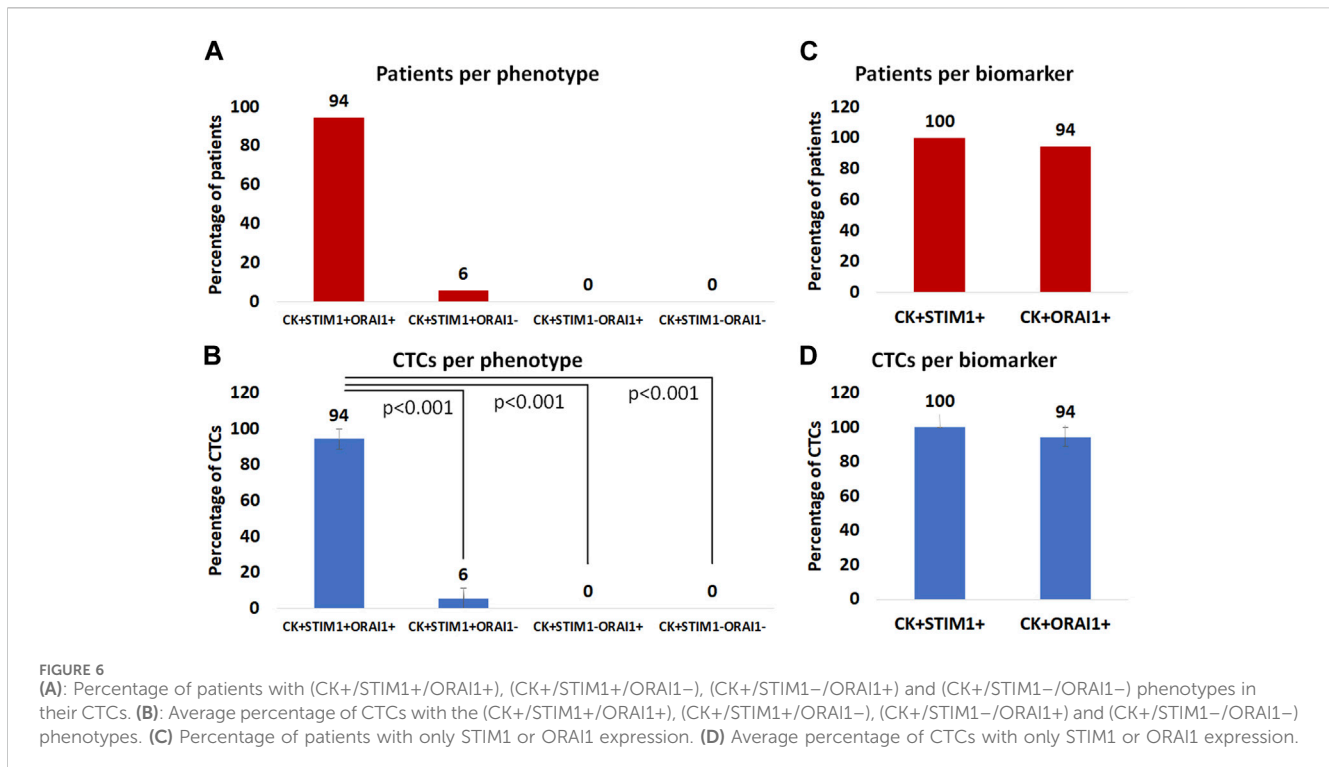 A
Patients per phenotype
Percentage of patients
100
80
60
40
20
0
94
6
0
0
CK+STIM1+ORAI1+
CK+STIM1+ORAI1-
CK+STIM1-ORAI1+
CK+STIM1-ORAI1-
C
Patients per biomarker
Percentage of patients
120
100
80
60
40
20
0
100
94
CK+STIM1+
CK+ORAI1+
B
CTCs per phenotype
Percentage of CTCs
120
100
80
60
40
20
0
94
6
0
0
p<0.001
p<0.001
p<0.001
CK+STIM1+ORAI1+
CK+STIM1+ORAI1-
CK+STIM1-ORAI1+
CK+STIM1-ORAI1-
D
CTCs per biomarker
Percentage of CTCs
120
100
80
60
40
20
0
100
94
CK+STIM1+
CK+ORAI1+
FIGURE 6
(A): Percentage of patients with (CK+/STIM1+/ORAI1+), (CK+/STIM1+/ORAI1−), (CK+/STIM1−/ORAI1+) and (CK+/STIM1−/ORAI1−) phenotypes in
their CTCs. (B): Average percentage of CTCs with the (CK+/STIM1+/ORAI1+), (CK+/STIM1+/ORAI1−), (CK+/STIM1−/ORAI1+) and (CK+/STIM1−/ORAI1−)
phenotypes. (C) Percentage of patients with only STIM1 or ORAI1 expression. (D) Average percentage of CTCs with only STIM1 or ORAI1 expression.